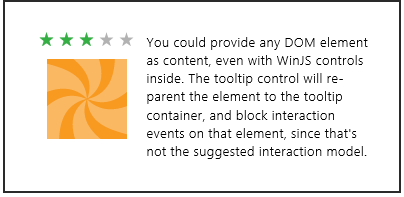 You could provide any DOM element
as content, even with WinJS controls
inside. The tooltip control will re-
parent the element to the tooltip
container, and block interaction
events on that element, since that's
not the suggested interaction model.